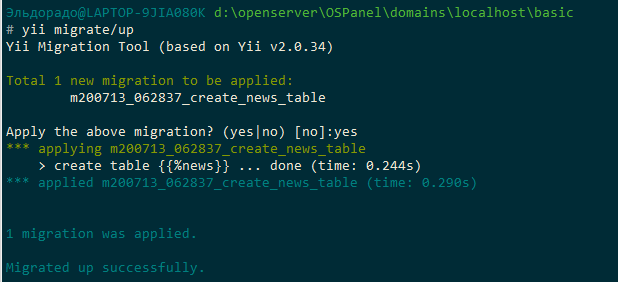 Эльдорадо@LAPTOP-9JIA080K d:\openserver\OSPanel\domains\localhost\basic
# yii migrate/up
Yii Migration Tool (based on Yii v2.0.34)
Total 1 new migration to be applied:
m200713_062837_create_news_table
Apply the above migration? (yes|no) [no]:yes
*** applying m200713_062837_create_news_table
> create table {{%news}} ... done (time: 0.244s)
*** applied m200713_062837_create_news_table (time: 0.290s)
1 migration was applied.
Migrated up successfully.